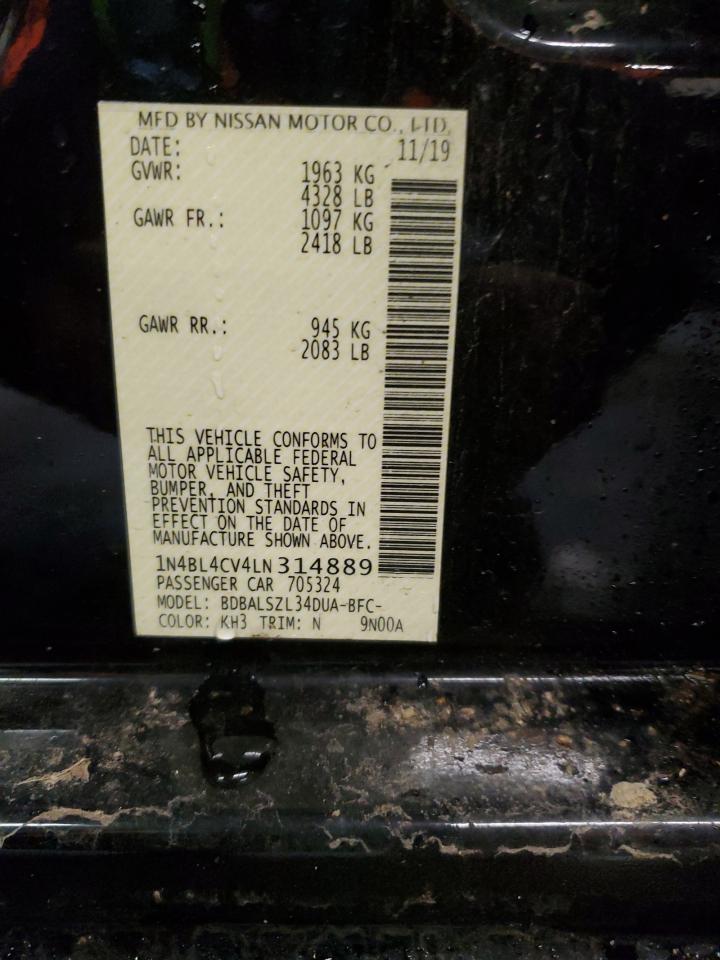 MFD BY NISSAN MOTOR CO., LTD.
DATE: 11/19
GVWR: 1963 KG
4328 LB
GAWR FR.: 1097 KG
2418 LB
GAWR RR.: 945 KG
2083 LB
THIS VEHICLE CONFORMS TO
ALL APPLICABLE FEDERAL
MOTOR VEHICLE SAFETY,
BUMPER, AND THEFT
PREVENTION STANDARDS IN
EFFECT ON THE DATE OF
MANUFACTURE SHOWN ABOVE.
1N4BL4CV4LN314889
PASSENGER CAR 705324
MODEL: BDBALSZL34DUA-BFC-
COLOR: KH3 TRIM: N 9N00A